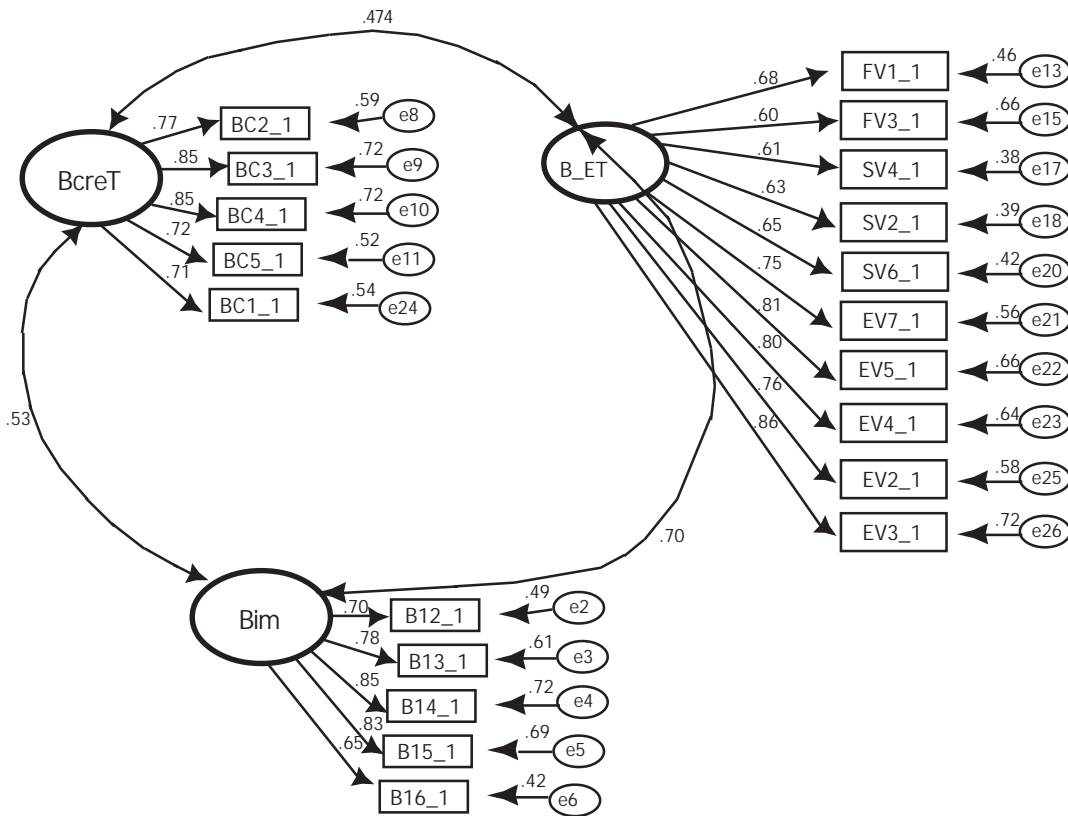 .474
BcreT
.77
BC2_1
.59
e8
.85
BC3_1
.72
e9
.85
BC4_1
.72
e10
.72
BC5_1
.52
e11
.71
BC1_1
.54
e24
B_ET
.68
FV1_1
.46
e13
.60
FV3_1
.66
e15
.61
SV4_1
.38
e17
.63
SV2_1
.39
e18
.65
SV6_1
.42
e20
.75
EV7_1
.56
e21
.81
EV5_1
.66
e22
.80
EV4_1
.64
e23
.76
EV2_1
.58
e25
.86
EV3_1
.72
e26
.53
.70
Bim
.70
B12_1
.49
e2
.78
B13_1
.61
e3
.85
B14_1
.72
e4
.83
B15_1
.69
e5
.65
B16_1
.42
e6